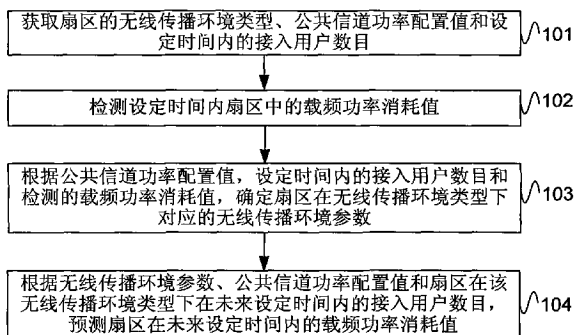 获取扇区的无线传播环境类型、公共信道功率配置值和设
定时间内的接入用户数目
101
检测设定时间内扇区中的载频功率消耗值
102
根据公共信道功率配置值，设定时间内的接入用户数目和
检测的载频功率消耗值，确定扇区在无线传播环境类型下
对应的无线传播环境参数
103
根据无线传播环境参数、公共信道功率配置值和扇区在该
无线传播环境类型下在未来设定时间内的接入用户数目，
预测扇区在未来设定时间内的载频功率消耗值
104